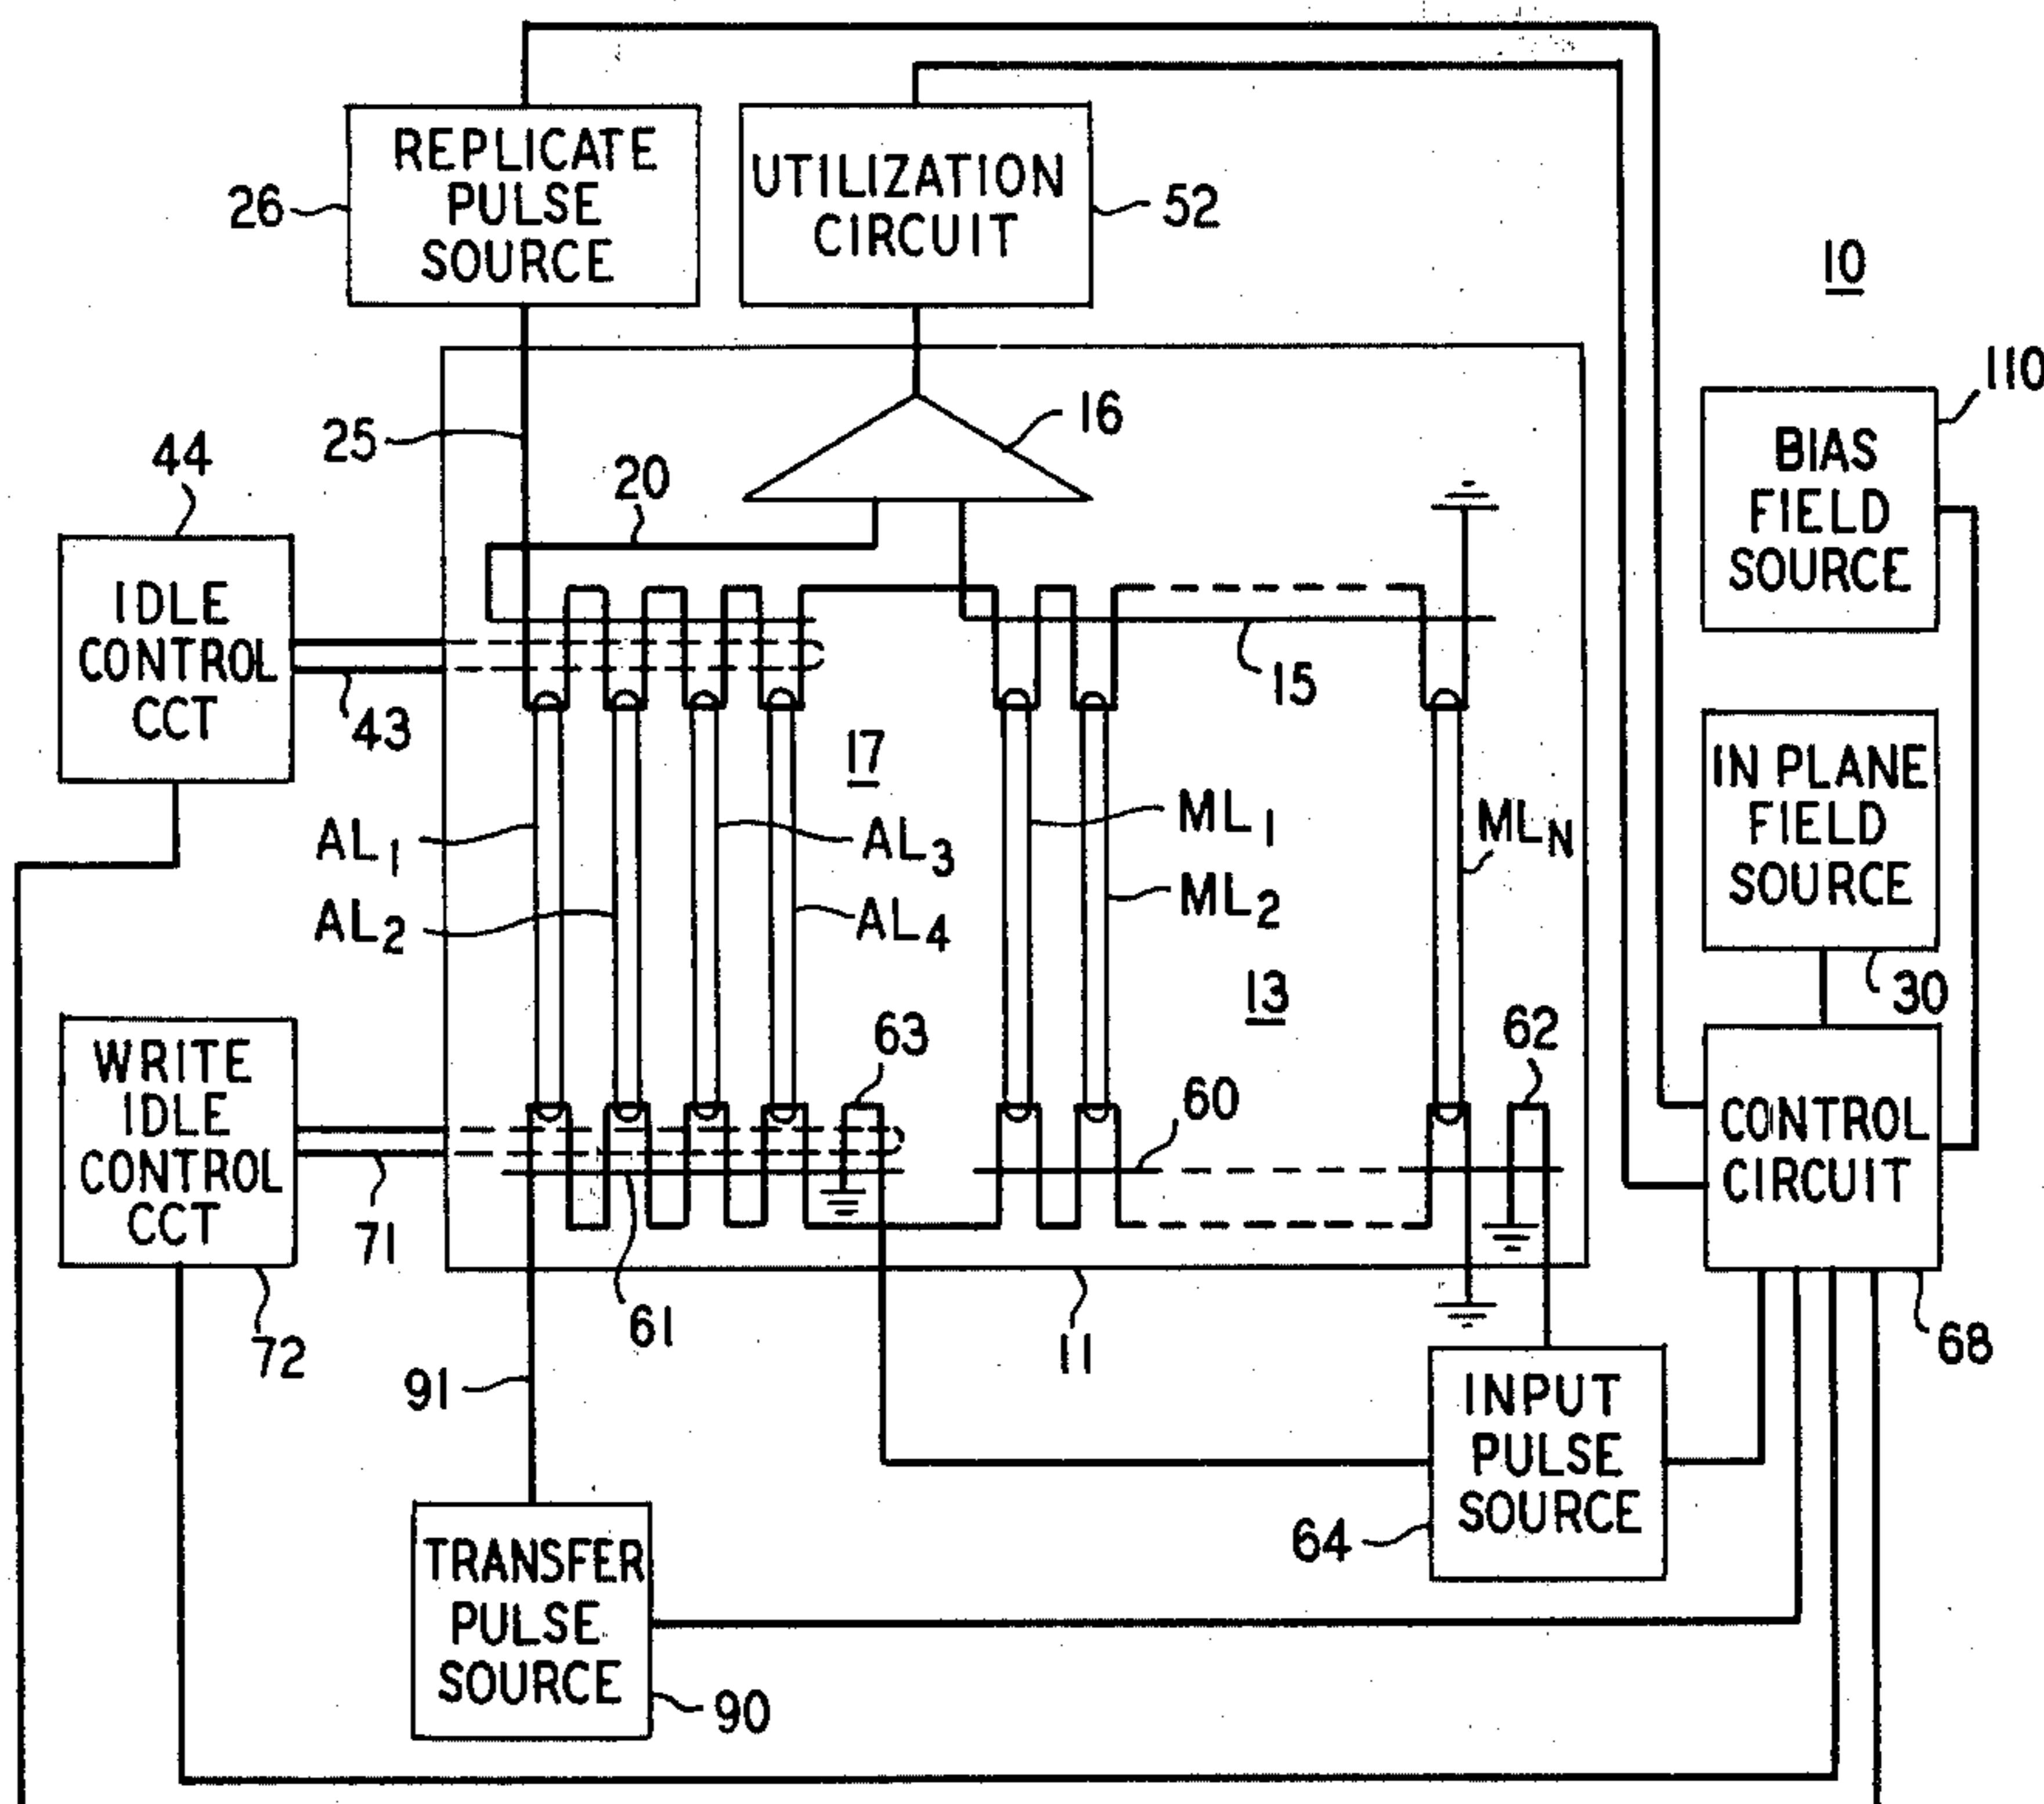 REPLICATE
PULSE
SOURCE
26
UTILIZATION
CIRCUIT
52
10
110
BIAS
FIELD
SOURCE
16
25
20
44
IDLE
CONTROL
CCT
43
15
17
IN PLANE
FIELD
SOURCE
30
AL1
AL2
AL3
AL4
ML1
ML2
MLN
13
63
62
60
WRITE
IDLE
CONTROL
CCT
71
72
61
11
CONTROL
CIRCUIT
68
91
INPUT
PULSE
SOURCE
64
TRANSFER
PULSE
SOURCE
90